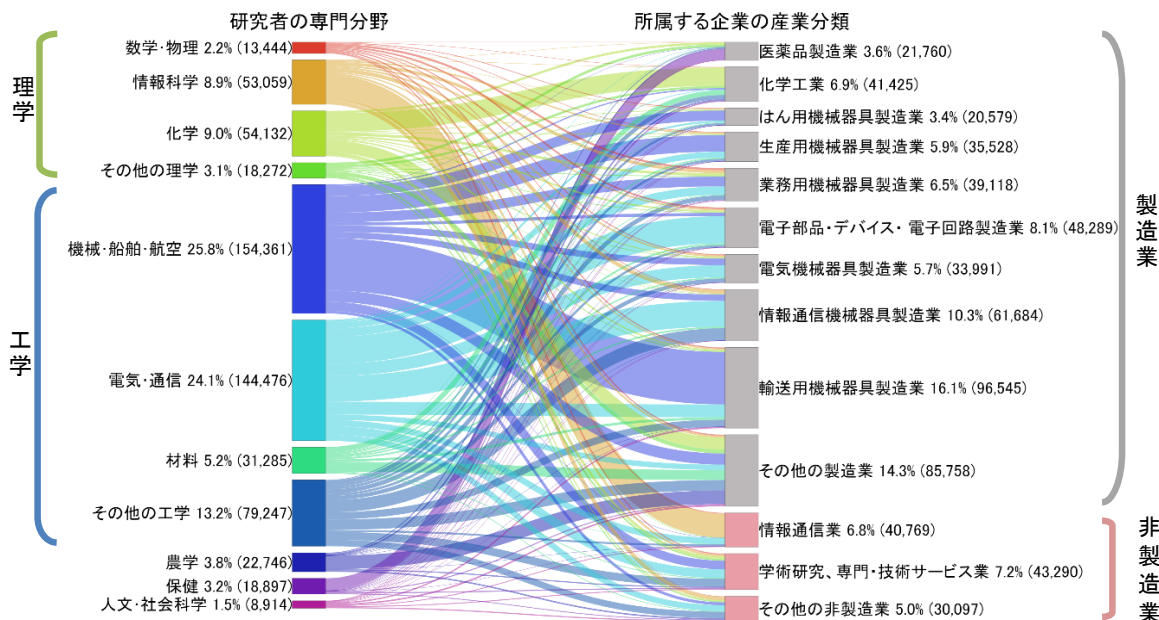 研究者の専門分野
所属する企業の産業分類
理学
数学・物理 2.2% (13,444)
情報科学 8.9% (53,059)
化学 9.0% (54,132)
その他の理学 3.1% (18,272)
工学
機械・船舶・航空 25.8% (154,361)
電気・通信 24.1% (144,476)
材料 5.2% (31,285)
その他の工学 13.2% (79,247)
農学 3.8% (22,746)
保健 3.2% (18,897)
人文・社会科学 1.5% (8,914)
医薬品製造業 3.6% (21,760)
化学工業 6.9% (41,425)
はん用機械器具製造業 3.4% (20,579)
生産用機械器具製造業 5.9% (35,528)
業務用機械器具製造業 6.5% (39,118)
電子部品・デバイス・ 電子回路製造業 8.1% (48,289)
電気機械器具製造業 5.7% (33,991)
情報通信機械器具製造業 10.3% (61,684)
輸送用機械器具製造業 16.1% (96,545)
その他の製造業 14.3% (85,758)
製造業
情報通信業 6.8% (40,769)
学術研究、専門・技術サービス業 7.2% (43,290)
その他の非製造業 5.0% (30,097)
非製造業